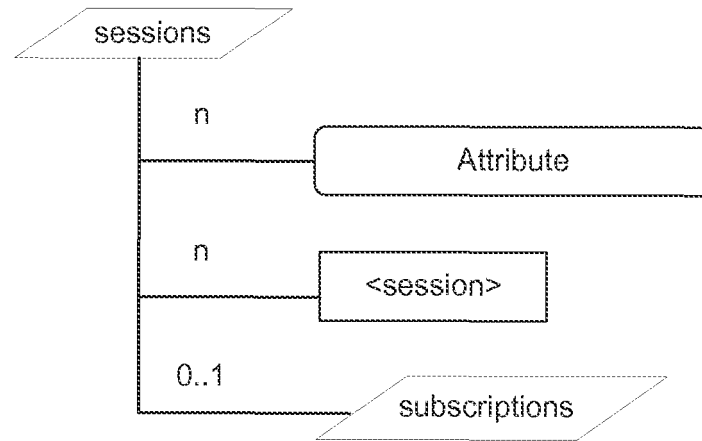 sessions
n
Attribute
n
<session>
0..1
subscriptions